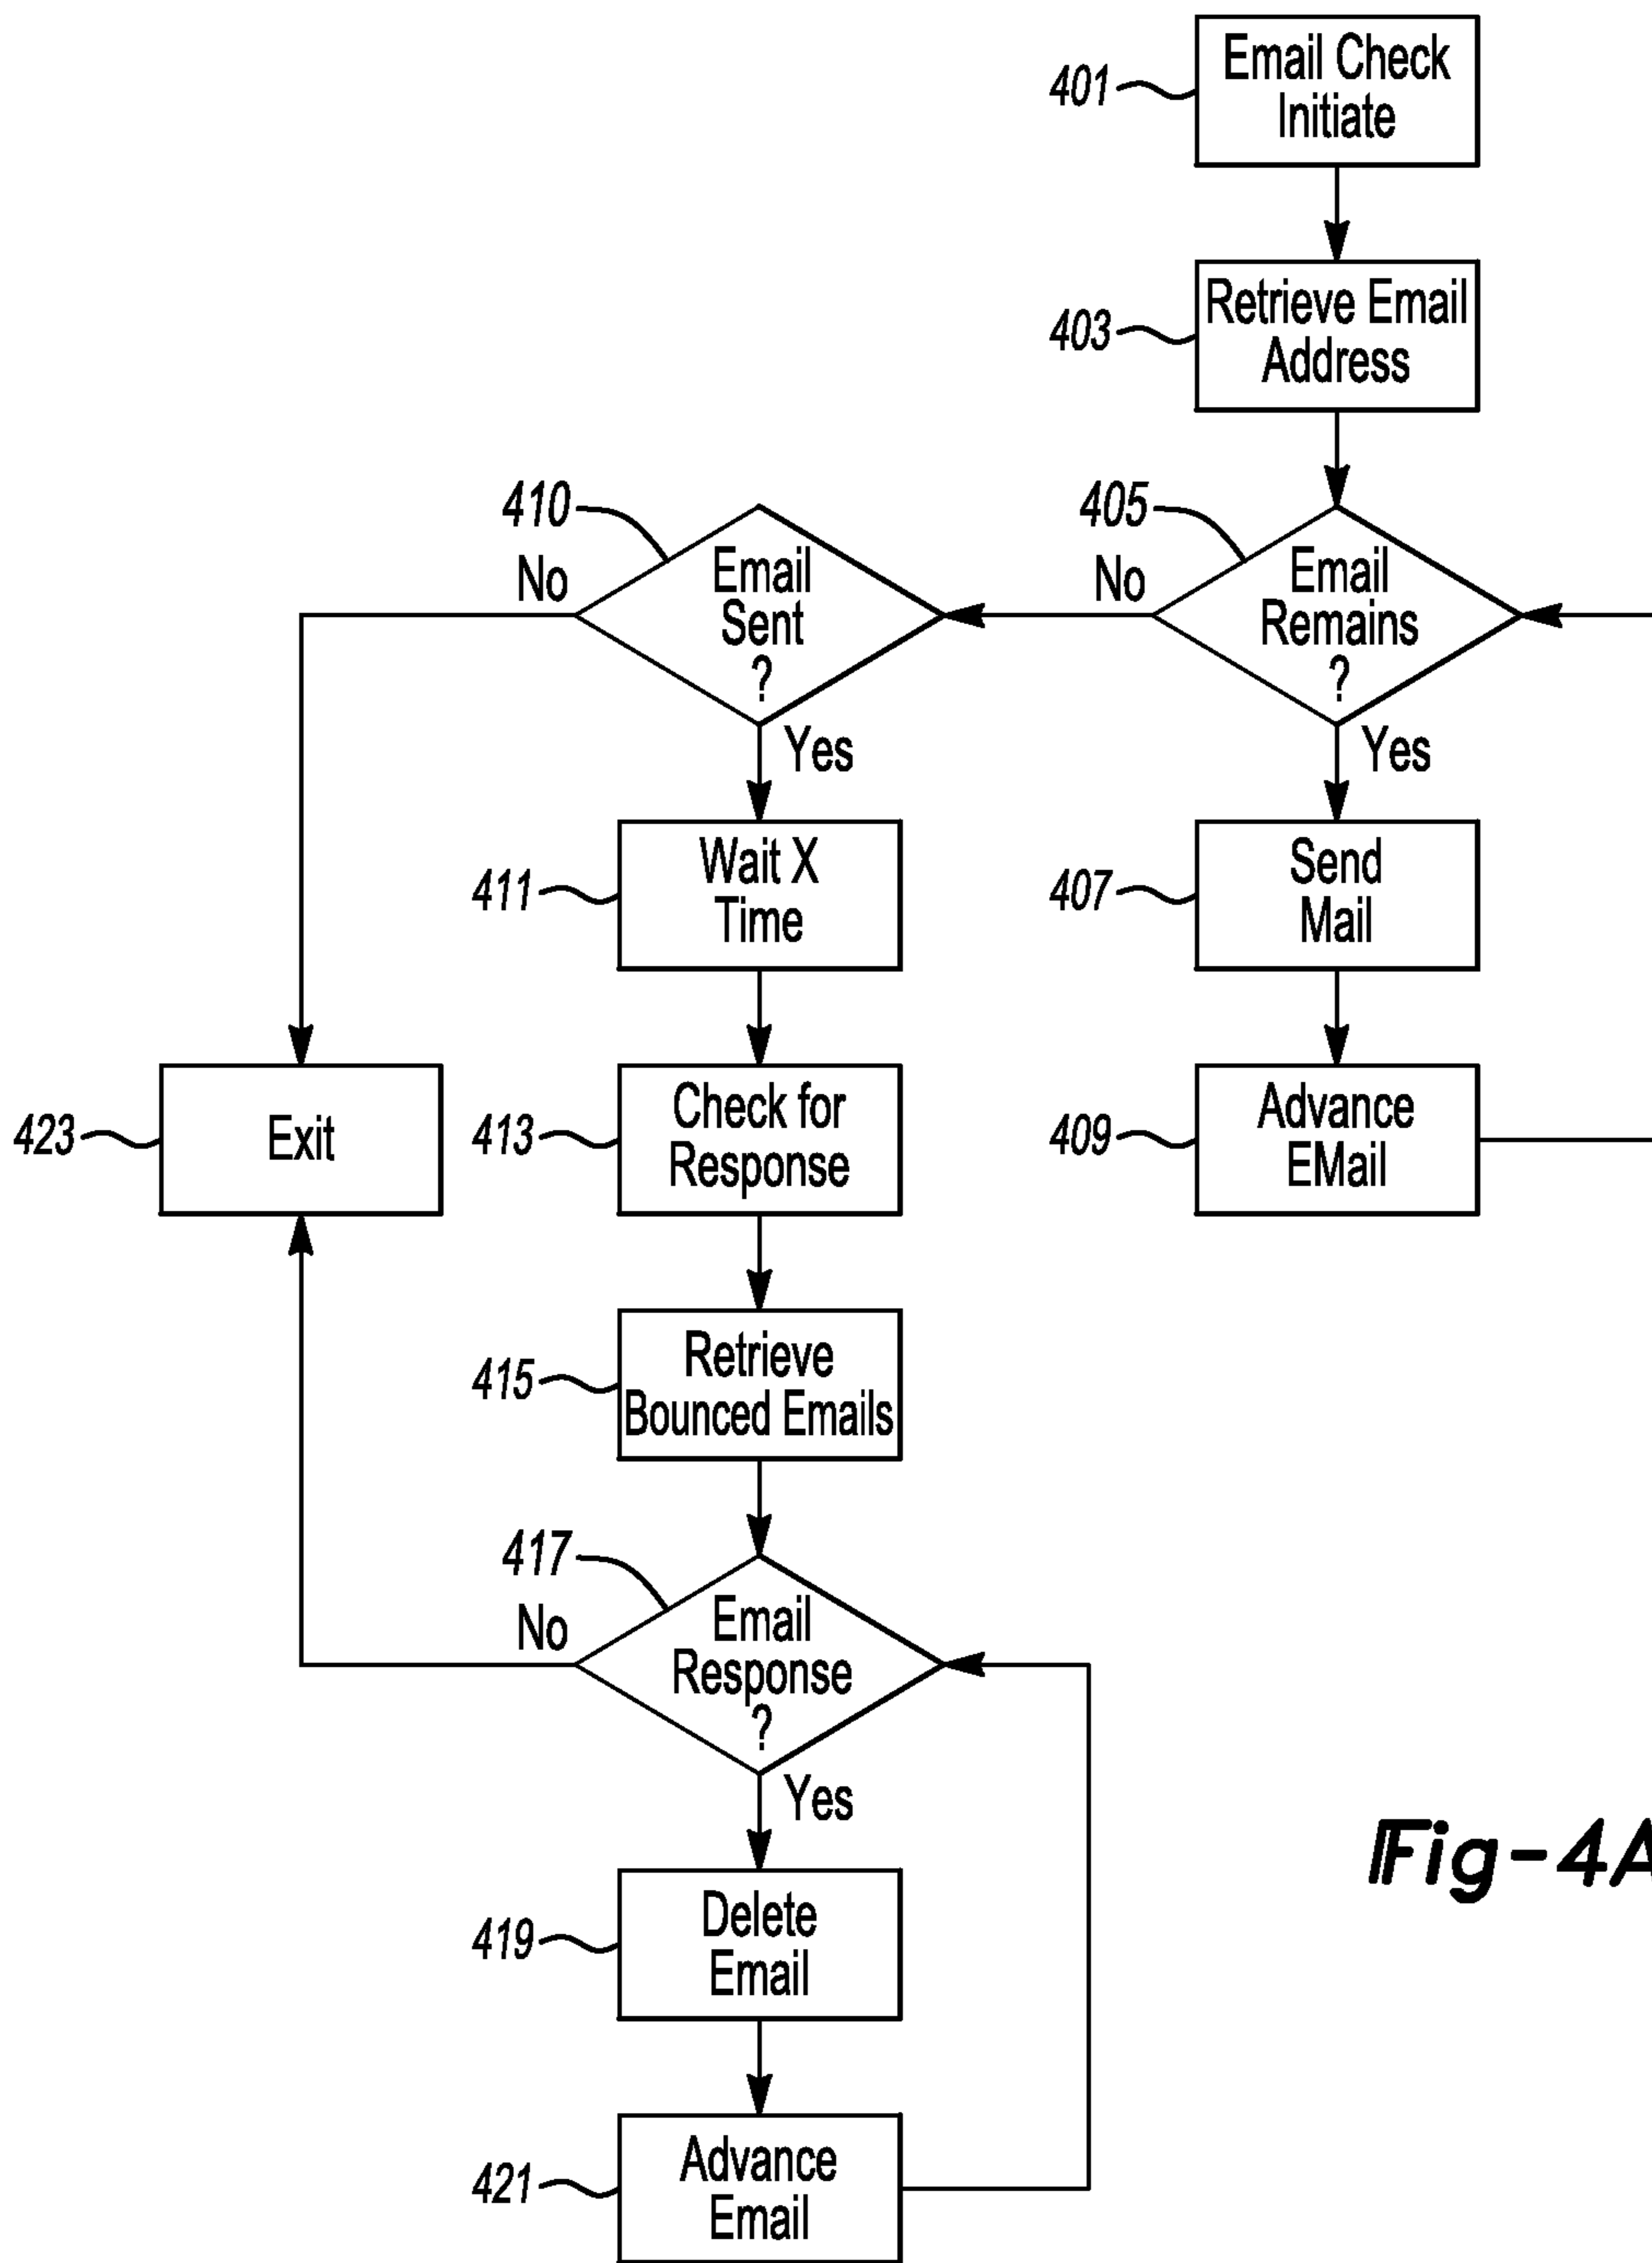 401
Email Check
Initiate
403
Retrieve Email
Address
405
Email
Remains
?
No
Yes
407
Send
Mail
409
Advance
EMail
410
Email
Sent
?
No
Yes
411
Wait X
Time
413
Check for
Response
415
Retrieve
Bounced Emails
417
Email
Response
?
No
Yes
419
Delete
Email
421
Advance
Email
423
Exit
Fig-4A